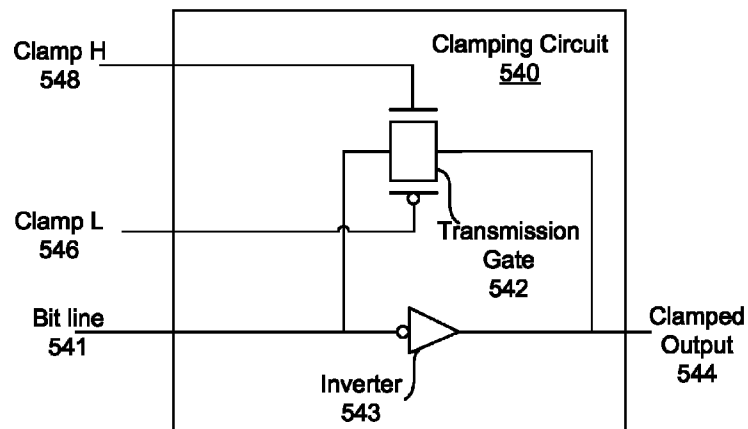 Clamp H
548
Clamping Circuit
540
Clamp L
546
Transmission
Gate
542
Bit line
541
Inverter
543
Clamped
Output
544